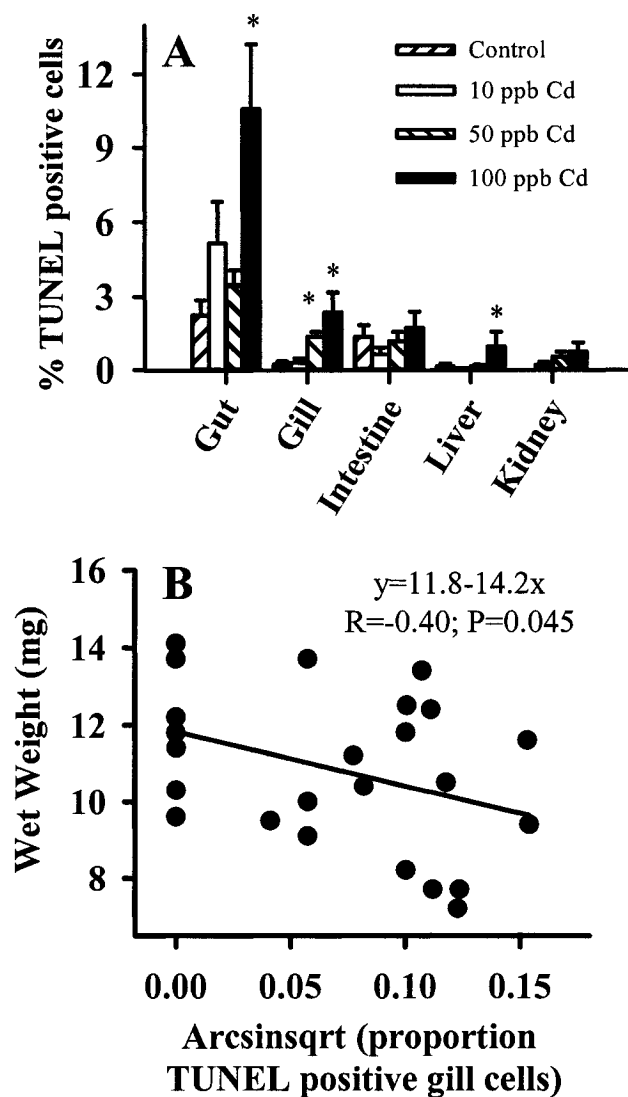 A
*
12
9
6
3
0
% TUNEL positive cells
Control
10 ppb Cd
50 ppb Cd
100 ppb Cd
* *
*
Gut
Gill
Intestine
Liver
Kidney
B
y=11.8-14.2x
R=-0.40; P=0.045
16
14
12
10
8
Wet Weight (mg)
0.00 0.05 0.10 0.15
Arcsinsqrt (proportion
TUNEL positive gill cells)